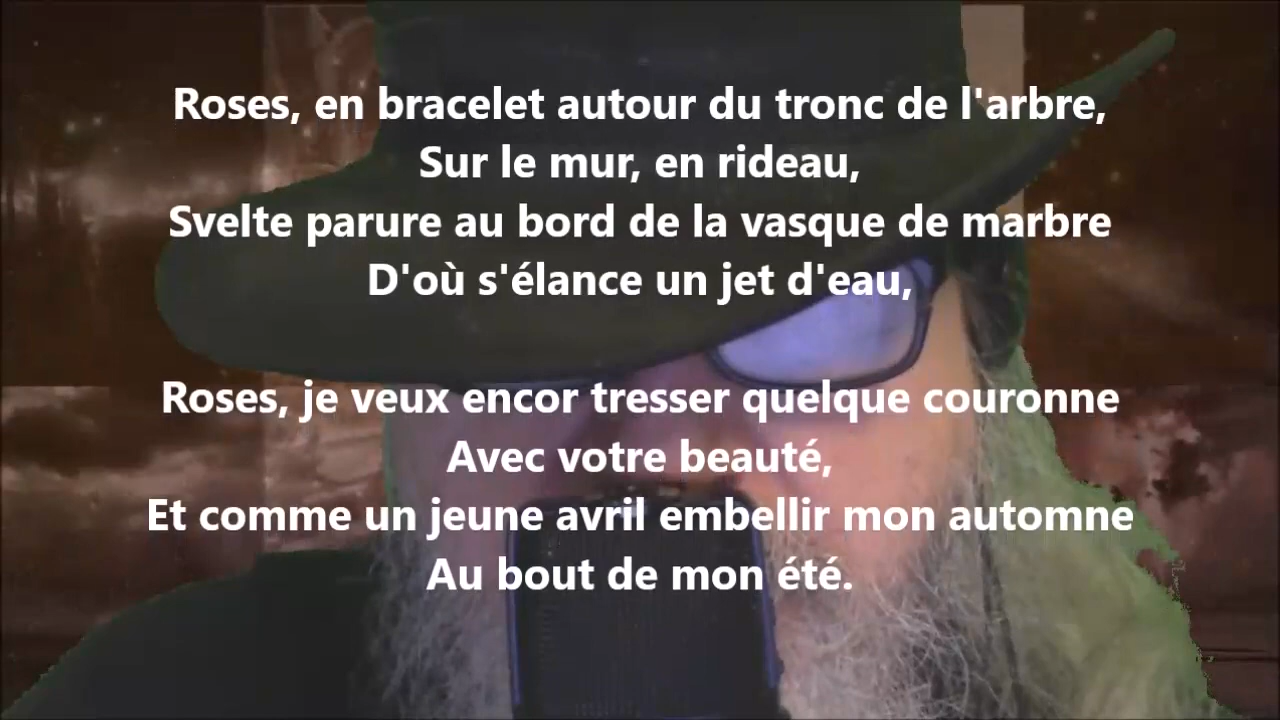 Roses, en bracelet autour du tronc de l'arbre,
Sur le mur, en rideau,
Svelte parure au bord de la vasque de marbre
D'où s'élance un jet d'eau,
Roses, je veux encor tresser quelque couronne
Avec votre beauté,
Et comme un jeune avril embellir mon automne
Au bout de mon été.